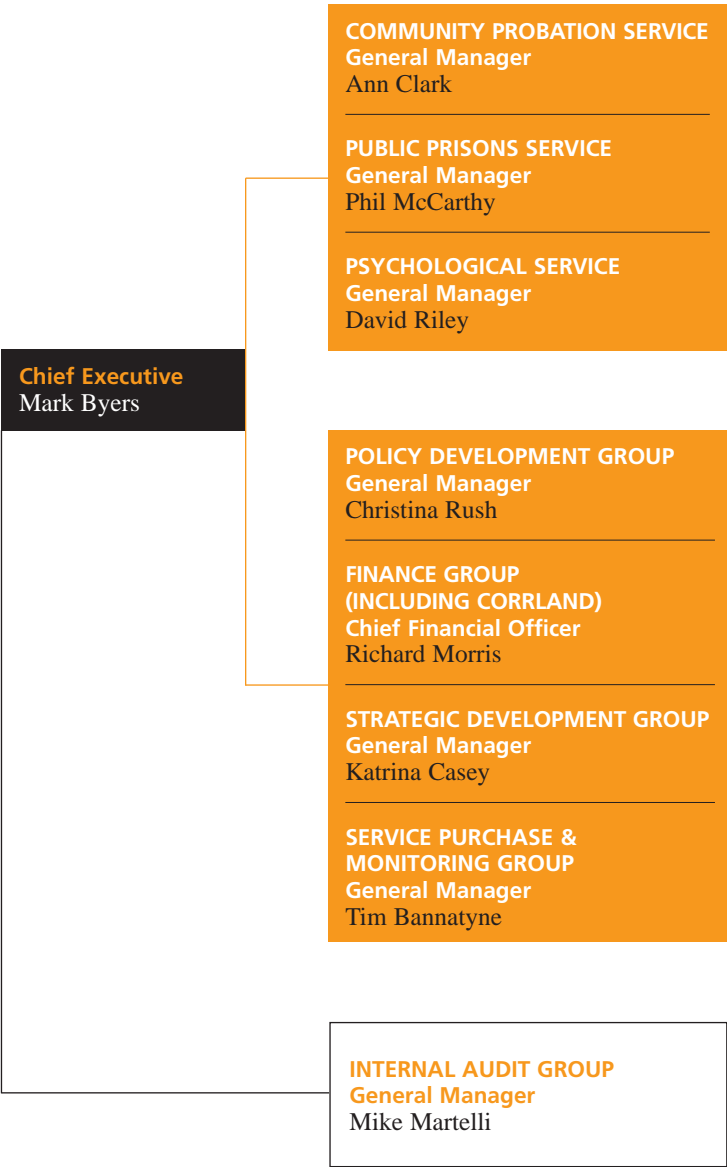 COMMUNITY PROBATION SERVICE
General Manager
Ann Clark
PUBLIC PRISONS SERVICE
General Manager
Phil McCarthy
PSYCHOLOGICAL SERVICE
General Manager
David Riley
Chief Executive
Mark Byers
POLICY DEVELOPMENT GROUP
General Manager
Christina Rush
FINANCE GROUP
(INCLUDING CORRLAND)
Chief Financial Officer
Richard Morris
STRATEGIC DEVELOPMENT GROUP
General Manager
Katrina Casey
SERVICE PURCHASE &
MONITORING GROUP
General Manager
Tim Bannatyne
INTERNAL AUDIT GROUP
General Manager
Mike Martelli